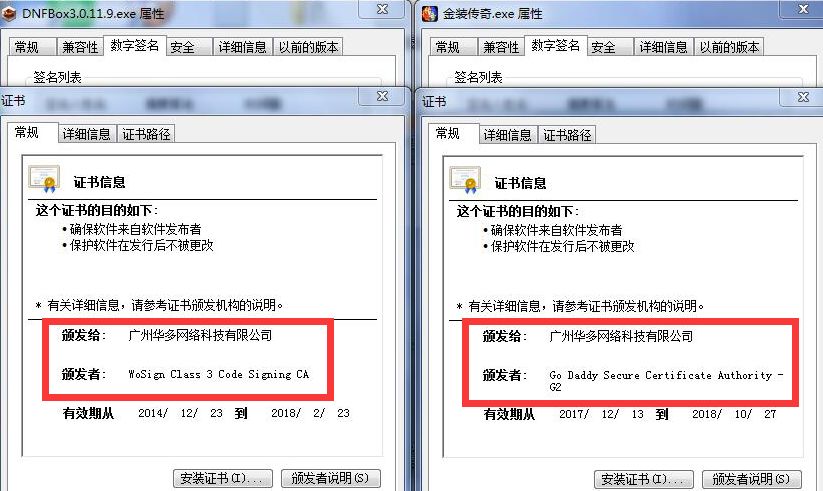 DNFBox3.0.11.9.exe 属性
常规 兼容性 数字签名 安全 详细信息 以前的版本
签名列表
证书
常规 详细信息 证书路径
证书信息
这个证书的目的如下:
• 确保软件来自软件发布者
• 保护软件在发行后不被更改
* 有关详细信息，请参考证书颁发机构的说明。
颁发给: 广州华多网络科技有限公司
颁发者: WoSign Class 3 Code Signing CA
有效期从 2014/ 12/ 23 到 2018/ 2/ 23
安装证书(I)... 颁发者说明(S)
金装传奇.exe 属性
常规 兼容性 数字签名 安全 详细信息 以前的版本
签名列表
证书
常规 详细信息 证书路径
证书信息
这个证书的目的如下:
• 确保软件来自软件发布者
• 保护软件在发行后不被更改
* 有关详细信息，请参考证书颁发机构的说明。
颁发给: 广州华多网络科技有限公司
颁发者: Go Daddy Secure Certificate Authority -
G2
有效期从 2017/ 12/ 13 到 2018/ 10/ 27
安装证书(I)... 颁发者说明(S)